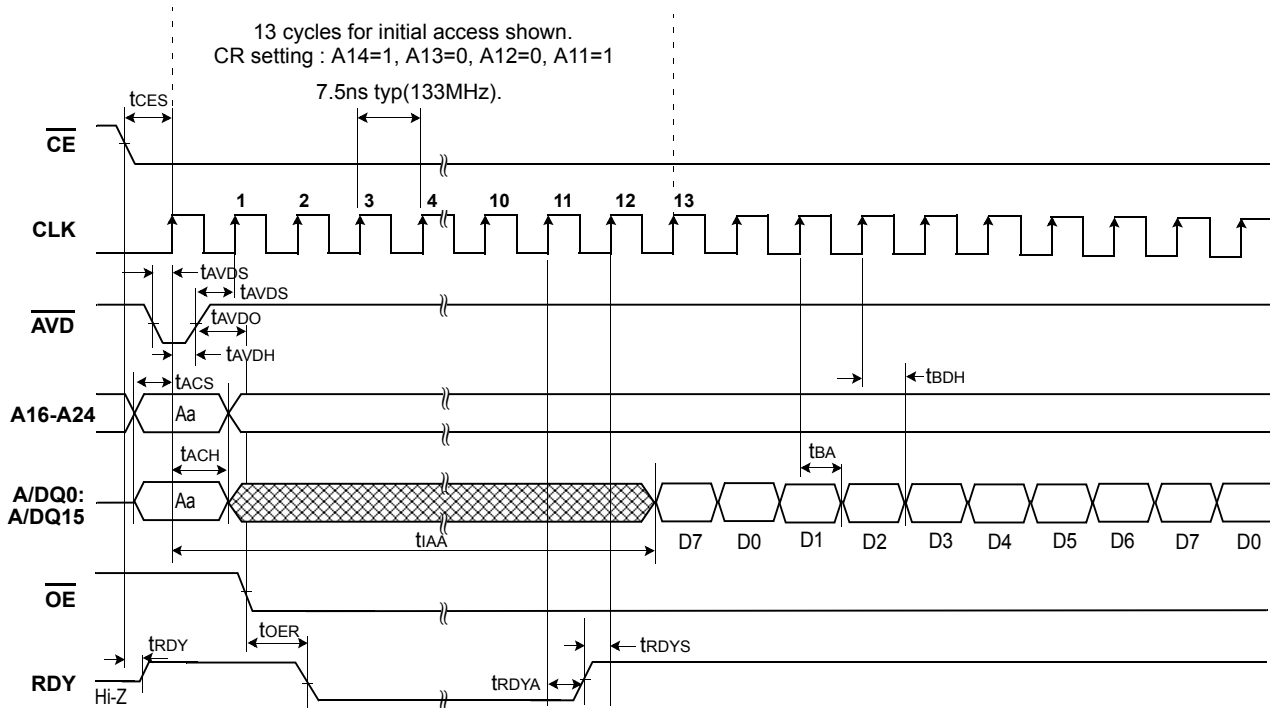 13 cycles for initial access shown.
CR setting : A14=1, A13=0, A12=0, A11=1
7.5ns typ(133MHz).
tCES
CE
1 2 3 4 10 11 12 13
CLK
tAVDS
tAVDS
AVD
tAVDO
tAVDH
tACS
tBDH
A16-A24
Aa
tACH
tBA
A/DQ0:
A/DQ15
Aa
tIAA
D7 D0 D1 D2 D3 D4 D5 D6 D7 D0
OE
tOER
tRDY
tRDYS
RDY
tRDYA
Hi-Z